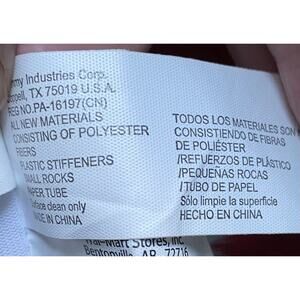 Industries Corp.
TX 75019 U.S.A.
REG NO.PA-16197(CN)
ALL NEW MATERIALS
CONSISTING OF POLYESTER
FIBERS
PLASTIC STIFFENERS
SMALL ROCKS
PAPER TUBE
Surface clean only
MADE IN CHINA
TODOS LOS MATERIALES SON
CONSISTIENDO DE FIBRAS
DE POLIÉSTER
/REFUERZOS DE PLÁSTICO
/PEQUEÑAS ROCAS
/TUBO DE PAPEL
Sólo limpie la superficie
HECHO EN CHINA
Wal-Mart Stores, Inc
Bentonville, AR 72716